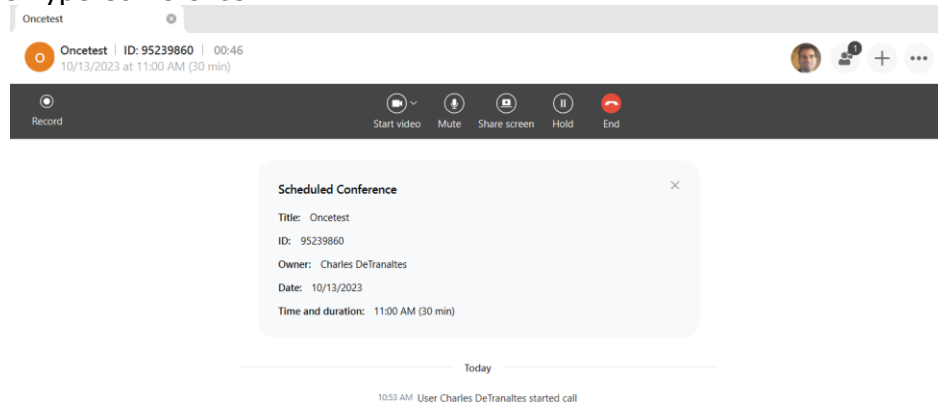 Oncetest
O Oncetest | ID: 95239860 | 00:46
10/13/2023 at 11:00 AM (30 min)
1
Record
Start video Mute Share screen Hold End
Scheduled Conference
Title: Oncetest
ID: 95239860
Owner: Charles DeTranaltes
Date: 10/13/2023
Time and duration: 11:00 AM (30 min)
Today
10:53 AM User Charles DeTranaltes started call